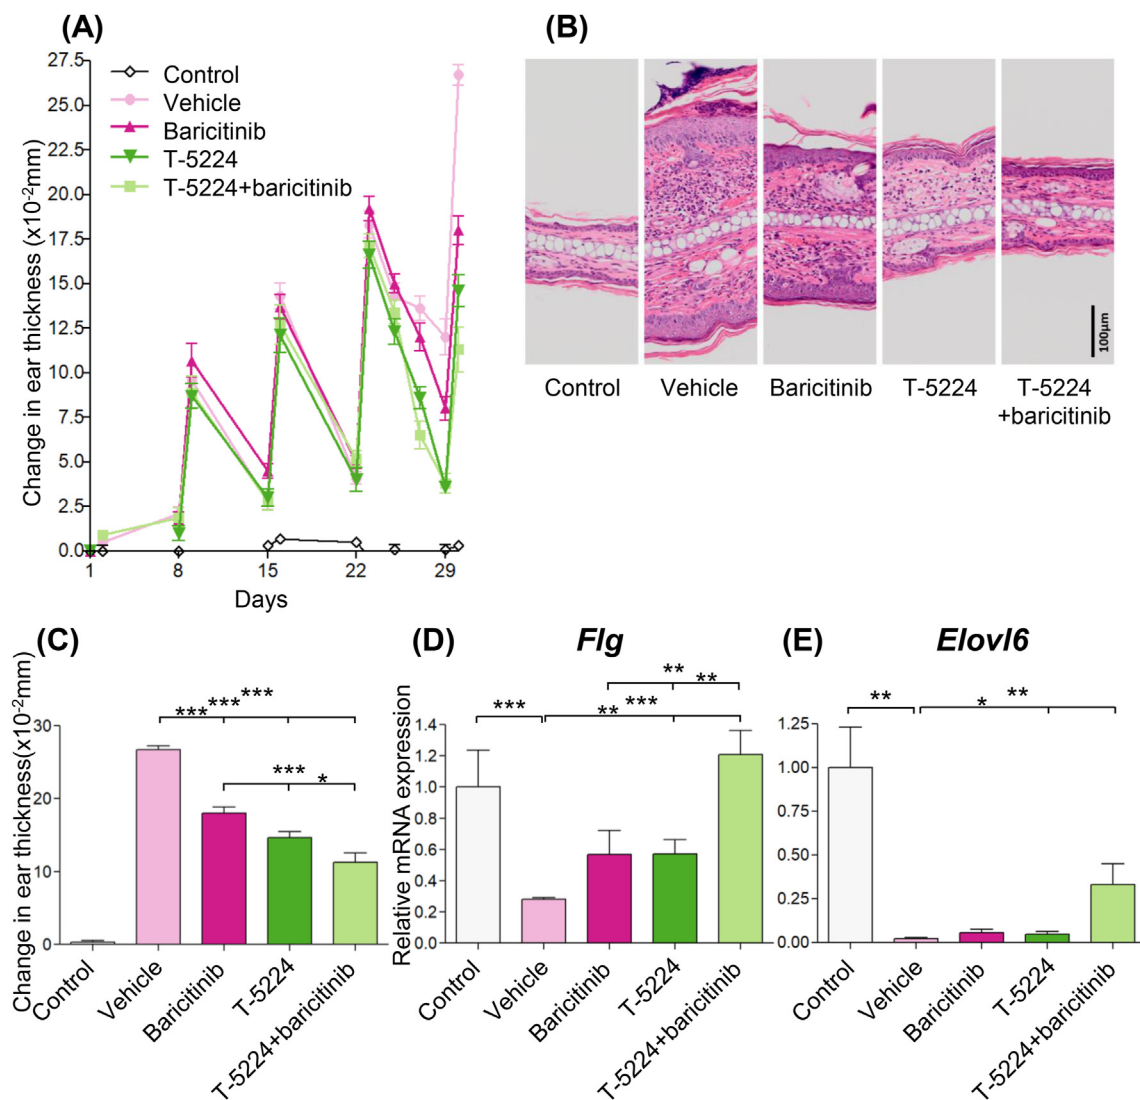 (A)
27.5
25.0
22.5
20.0
17.5
15.0
12.5
10.0
7.5
5.0
2.5
0.0
Change in ear thickness (x10-2mm)
Control
Vehicle
Baricitinib
T-5224
T-5224+baricitinib
1
8
15
22
29
Days
(B)
100µm
Control
Vehicle
Baricitinib
T-5224
T-5224
+baricitinib
(C)
Change in ear thickness(x10-2mm)
30
20
10
0
***
***
***
***
*
Control
Vehicle
Baricitinib
T-5224
T-5224+baricitinib
(D)
Flg
Relative mRNA expression
1.4
1.2
1.0
0.8
0.6
0.4
0.2
0.0
**
**
***
***
**
Control
Vehicle
Baricitinib
T-5224
T-5224+baricitinib
(E)
Elovl6
1.25
1.00
0.75
0.50
0.25
0.00
**
**
*
Control
Vehicle
Baricitinib
T-5224
T-5224+baricitinib